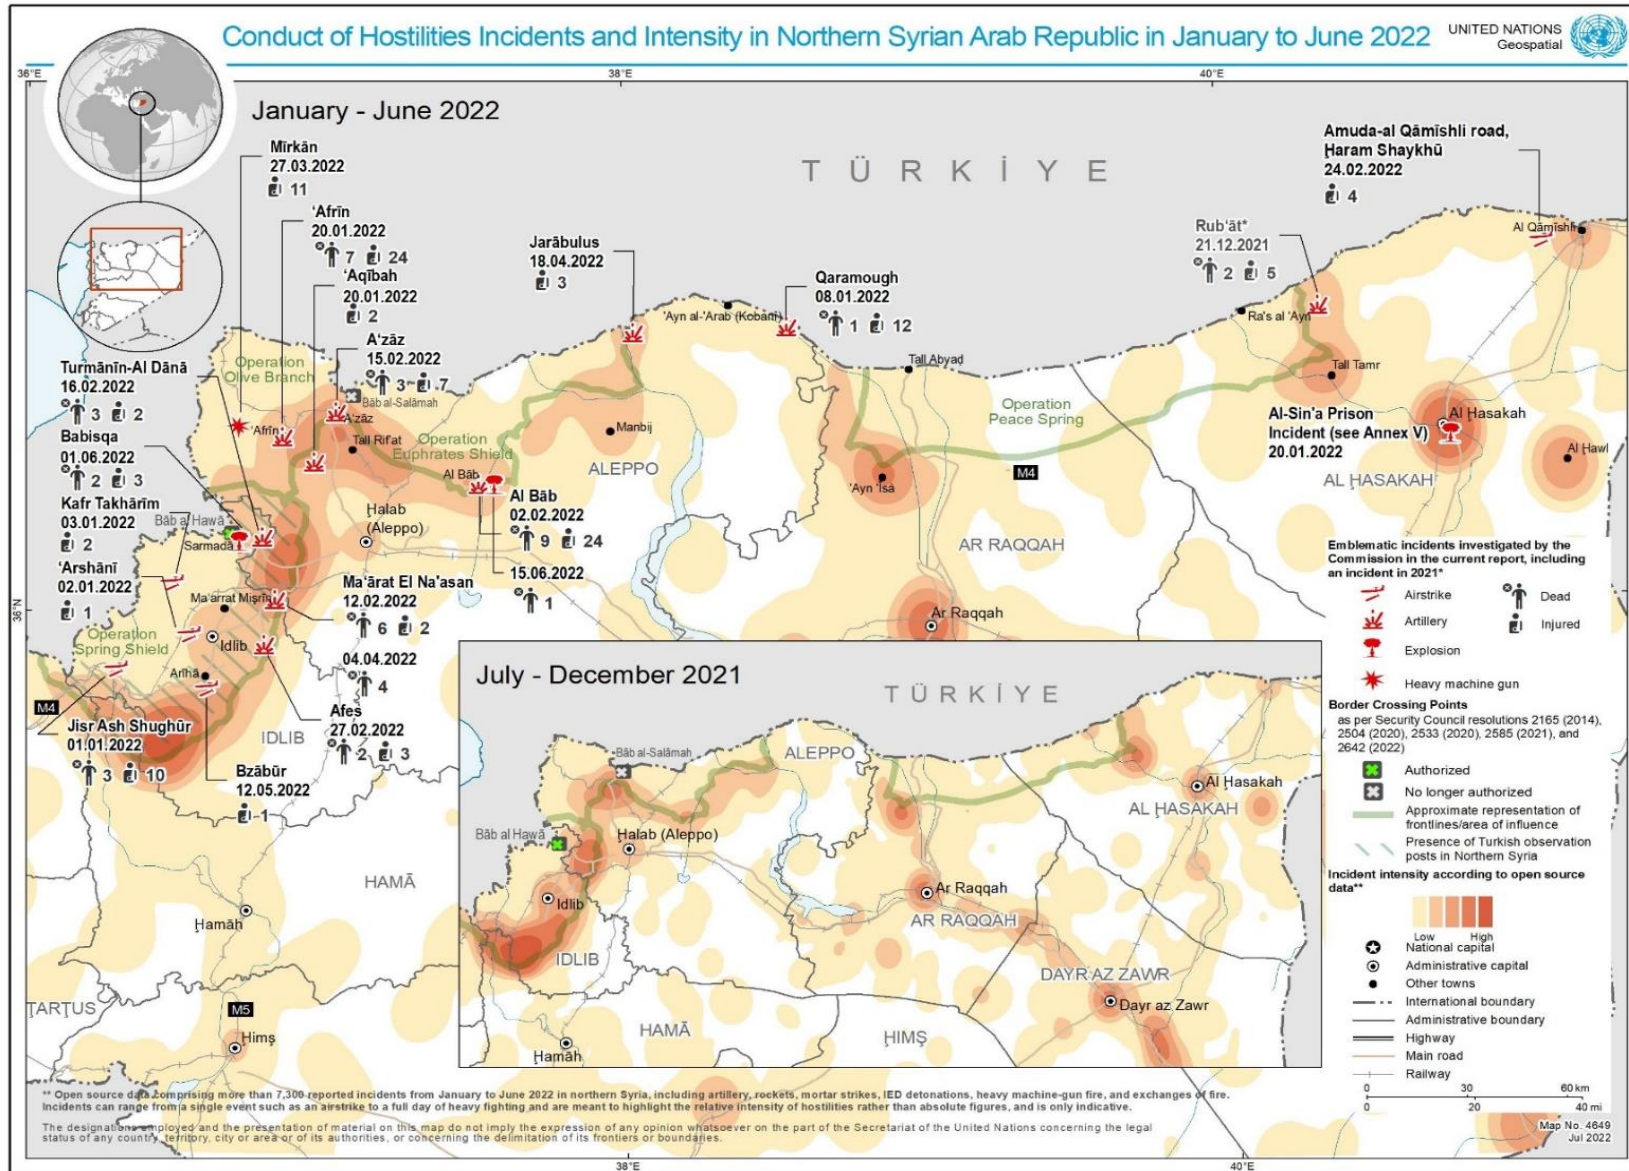 Conduct of Hostilities Incidents and Intensity in Northern Syrian Arab Republic in January to June 2022
UNITED NATIONS
Geospatial
36°E
38°E
40°E
January - June 2022
TÜRKİYE
Mīrkān
27.03.2022
11
'Afrīn
20.01.2022
7 24
'Aqībah
20.01.2022
2
A'zāz
15.02.2022
3 7
Jarābulus
18.04.2022
3
Qaramough
08.01.2022
1 12
Rub'āt*
21.12.2021
2 5
Amuda-al Qāmīshli road,
Ḩaram Shaykhū
24.02.2022
4
Al Qāmīshlī
Turmānīn-Al Dānā
16.02.2022
3 2
Babisqa
01.06.2022
2 3
Kafr Takhārīm
03.01.2022
2
'Arshānī
02.01.2022
1
Operation
Olive Branch
'Afrīn
Bāb al-Salāmah
A'zāz
Tall Rif'at
Operation
Euphrates Shield
Al Bāb
Manbij
ALEPPO
'Ayn al-'Arab (Kobanî)
Tall Abyaḑ
Ra's al 'Ayn
Tall Tamr
Operation
Peace Spring
M4
'Ayn 'Īsá
Al-Sin'a Prison
Incident (see Annex V)
20.01.2022
Al Ḩasakah
Al Hawl
AL ḨASAKAH
Bāb al Hawā
Sarmadā
Ḩalab
(Aleppo)
Al Bāb
02.02.2022
9 24
15.06.2022
1
AR RAQQAH
Ar Raqqah
Ma'ārat El Na'asan
12.02.2022
6 2
04.04.2022
4
Ma'arrat Mişrīn
36°N
Operation
Spring Shield
Idlib
Arīhā
M4
IDLIB
Afes
27.02.2022
2 3
Jisr Ash Shughūr
01.01.2022
3 10
Bzābūr
12.05.2022
1
HAMĀ
Ḩamāh
ŢARŢUS
M5
Ḩimş
July - December 2021
TÜRKİYE
Bāb al-Salāmah
ALEPPO
Al Ḩasakah
AL ḨASAKAH
Bāb al Hawā
Ḩalab (Aleppo)
Idlib
IDLIB
Ar Raqqah
AR RAQQAH
DAYR AZ ZAWR
Dayr az Zawr
HAMĀ
ḨIMŞ
Ḩamāh
Emblematic incidents investigated by the
Commission in the current report, including
an incident in 2021*
Airstrike
Dead
Artillery
Injured
Explosion
Heavy machine gun
Border Crossing Points
as per Security Council resolutions 2165 (2014),
2504 (2020), 2533 (2020), 2585 (2021), and
2642 (2022)
Authorized
No longer authorized
Approximate representation of
frontlines/area of influence
Presence of Turkish observation
posts in Northern Syria
Incident intensity according to open source
data**
Low High
National capital
Administrative capital
Other towns
International boundary
Administrative boundary
Highway
Main road
Railway
0 30 60 km
0 20 40 mi
** Open source data comprising more than 7,300 reported incidents from January to June 2022 in northern Syria, including artillery, rockets, mortar strikes, IED detonations, heavy machine-gun fire, and exchanges of fire.
Incidents can range from a single event such as an airstrike to a full day of heavy fighting and are meant to highlight the relative intensity of hostilities rather than absolute figures, and is only indicative.
The designations employed and the presentation of material on this map do not imply the expression of any opinion whatsoever on the part of the Secretariat of the United Nations concerning the legal
status of any country, territory, city or area or of its authorities, or concerning the delimitation of its frontiers or boundaries.
Map No. 4649
Jul 2022
38°E
40°E